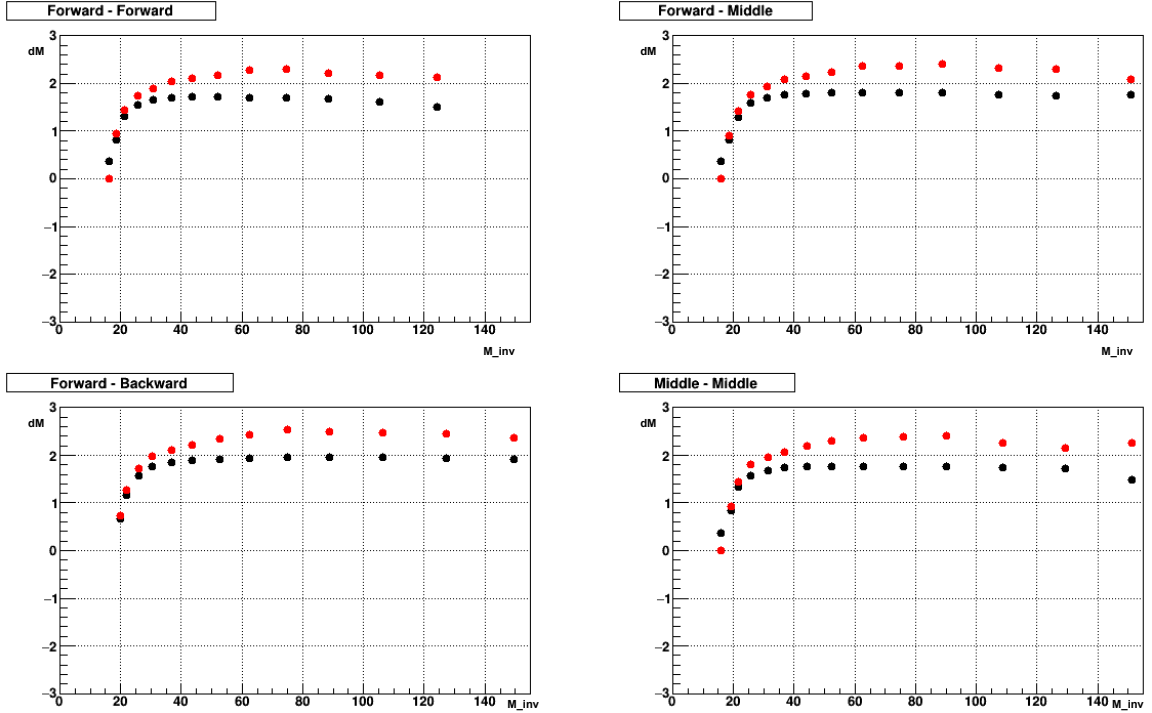 Forward - Forward
dM
3
2
1
0
−1
−2
−3
0 20 40 60 80 100 120 140
M_inv
Forward - Middle
dM
3
2
1
0
−1
−2
−3
0 20 40 60 80 100 120 140
M_inv
Forward - Backward
dM
3
2
1
0
−1
−2
−3
0 20 40 60 80 100 120 140 M_inv
Middle - Middle
dM
3
2
1
0
−1
−2
−3
0 20 40 60 80 100 120 140 M_inv